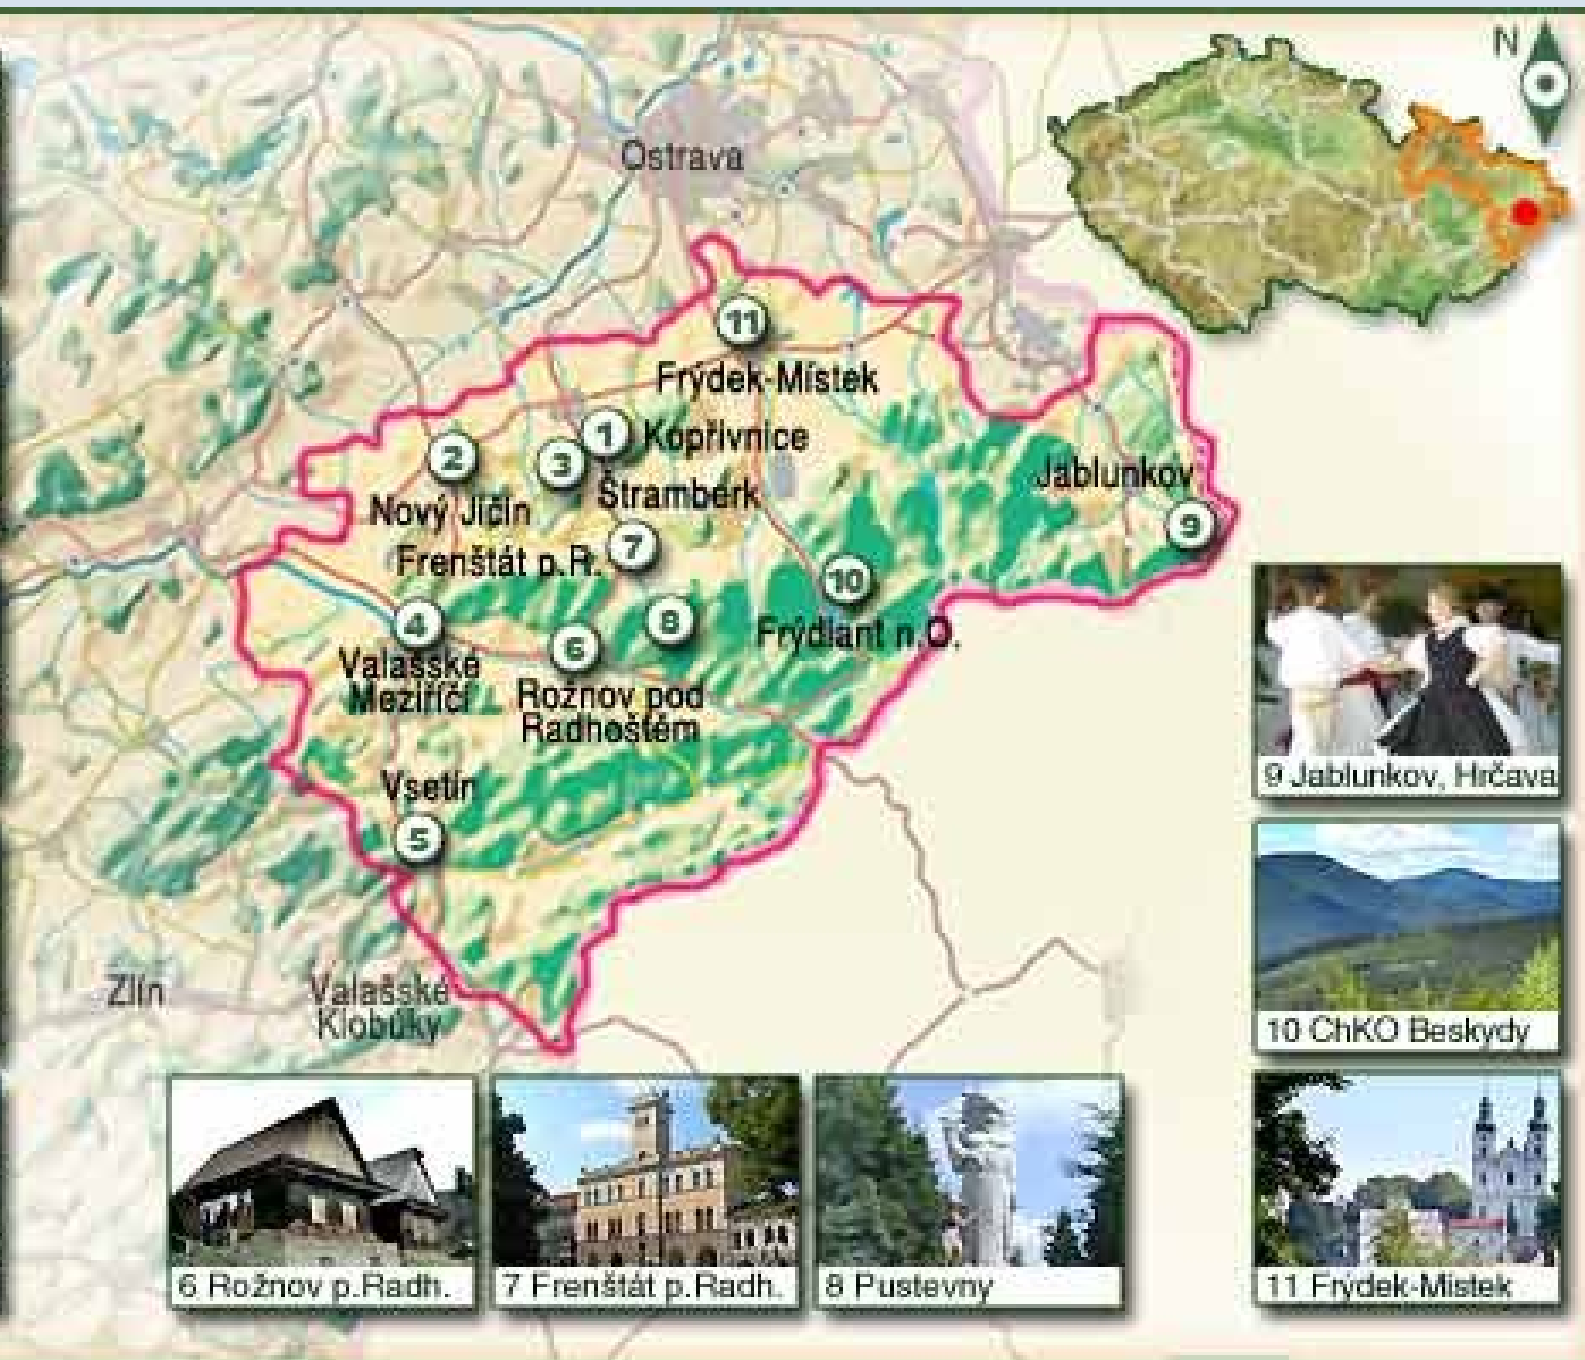 N
Ostrava
11
Frýdek-Místek
1
Kopřivnice
2
3
Jablunkov
Štramberk
Nový Jičín
9
7
Frenštát p.R.
10
4
8
6
Frýdlant n.O.
Valašské
Meziříčí
Rožnov pod
Radhoštěm
Vsetín
5
Zlín
Valašské
Klobúky
9 Jablunkov, Hrčava
10 ChKO Beskydy
6 Rožnov p.Radh.
7 Frenštát p.Radh.
8 Pustevny
11 Frýdek-Místek